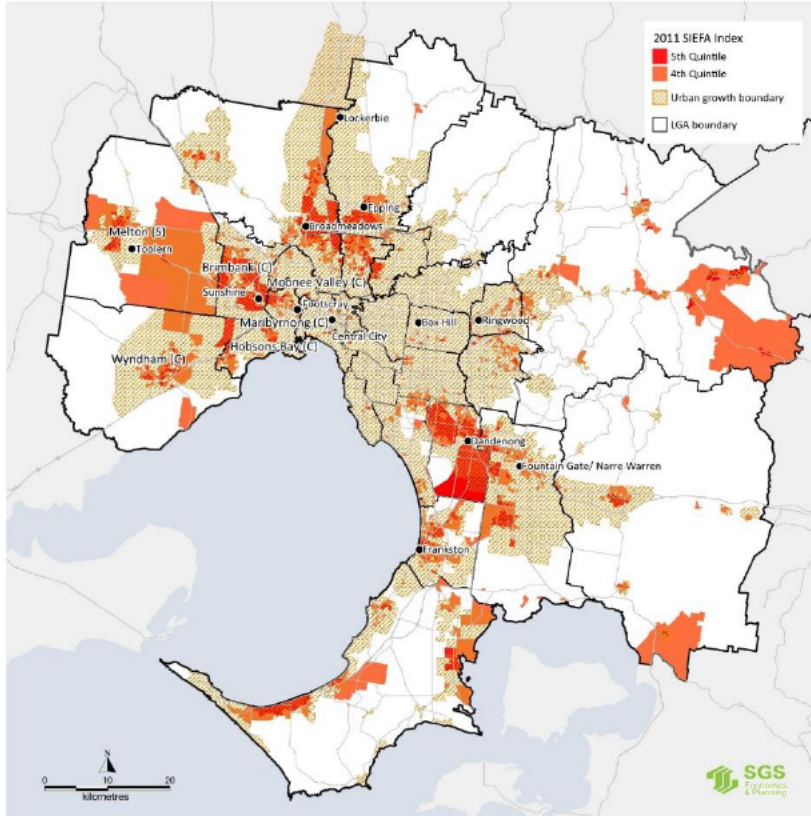 2011 SIEFA Index
5th Quintile
4th Quintile
Urban growth boundary
LGA boundary
Lockerbie
Epping
Broadmeadows
Melton (S)
Toolern
Brimbank (C)
Moonee Valley (C)
Sunshine
Footscray
Maribyrnong (C)
Central City
Box Hill
Ringwood
Hobsons Bay (C)
Wyndham (C)
Dandenong
Fountain Gate/ Narre Warren
Frankston
N
0 10 20
kilometres
SGS
Economics
& Planning